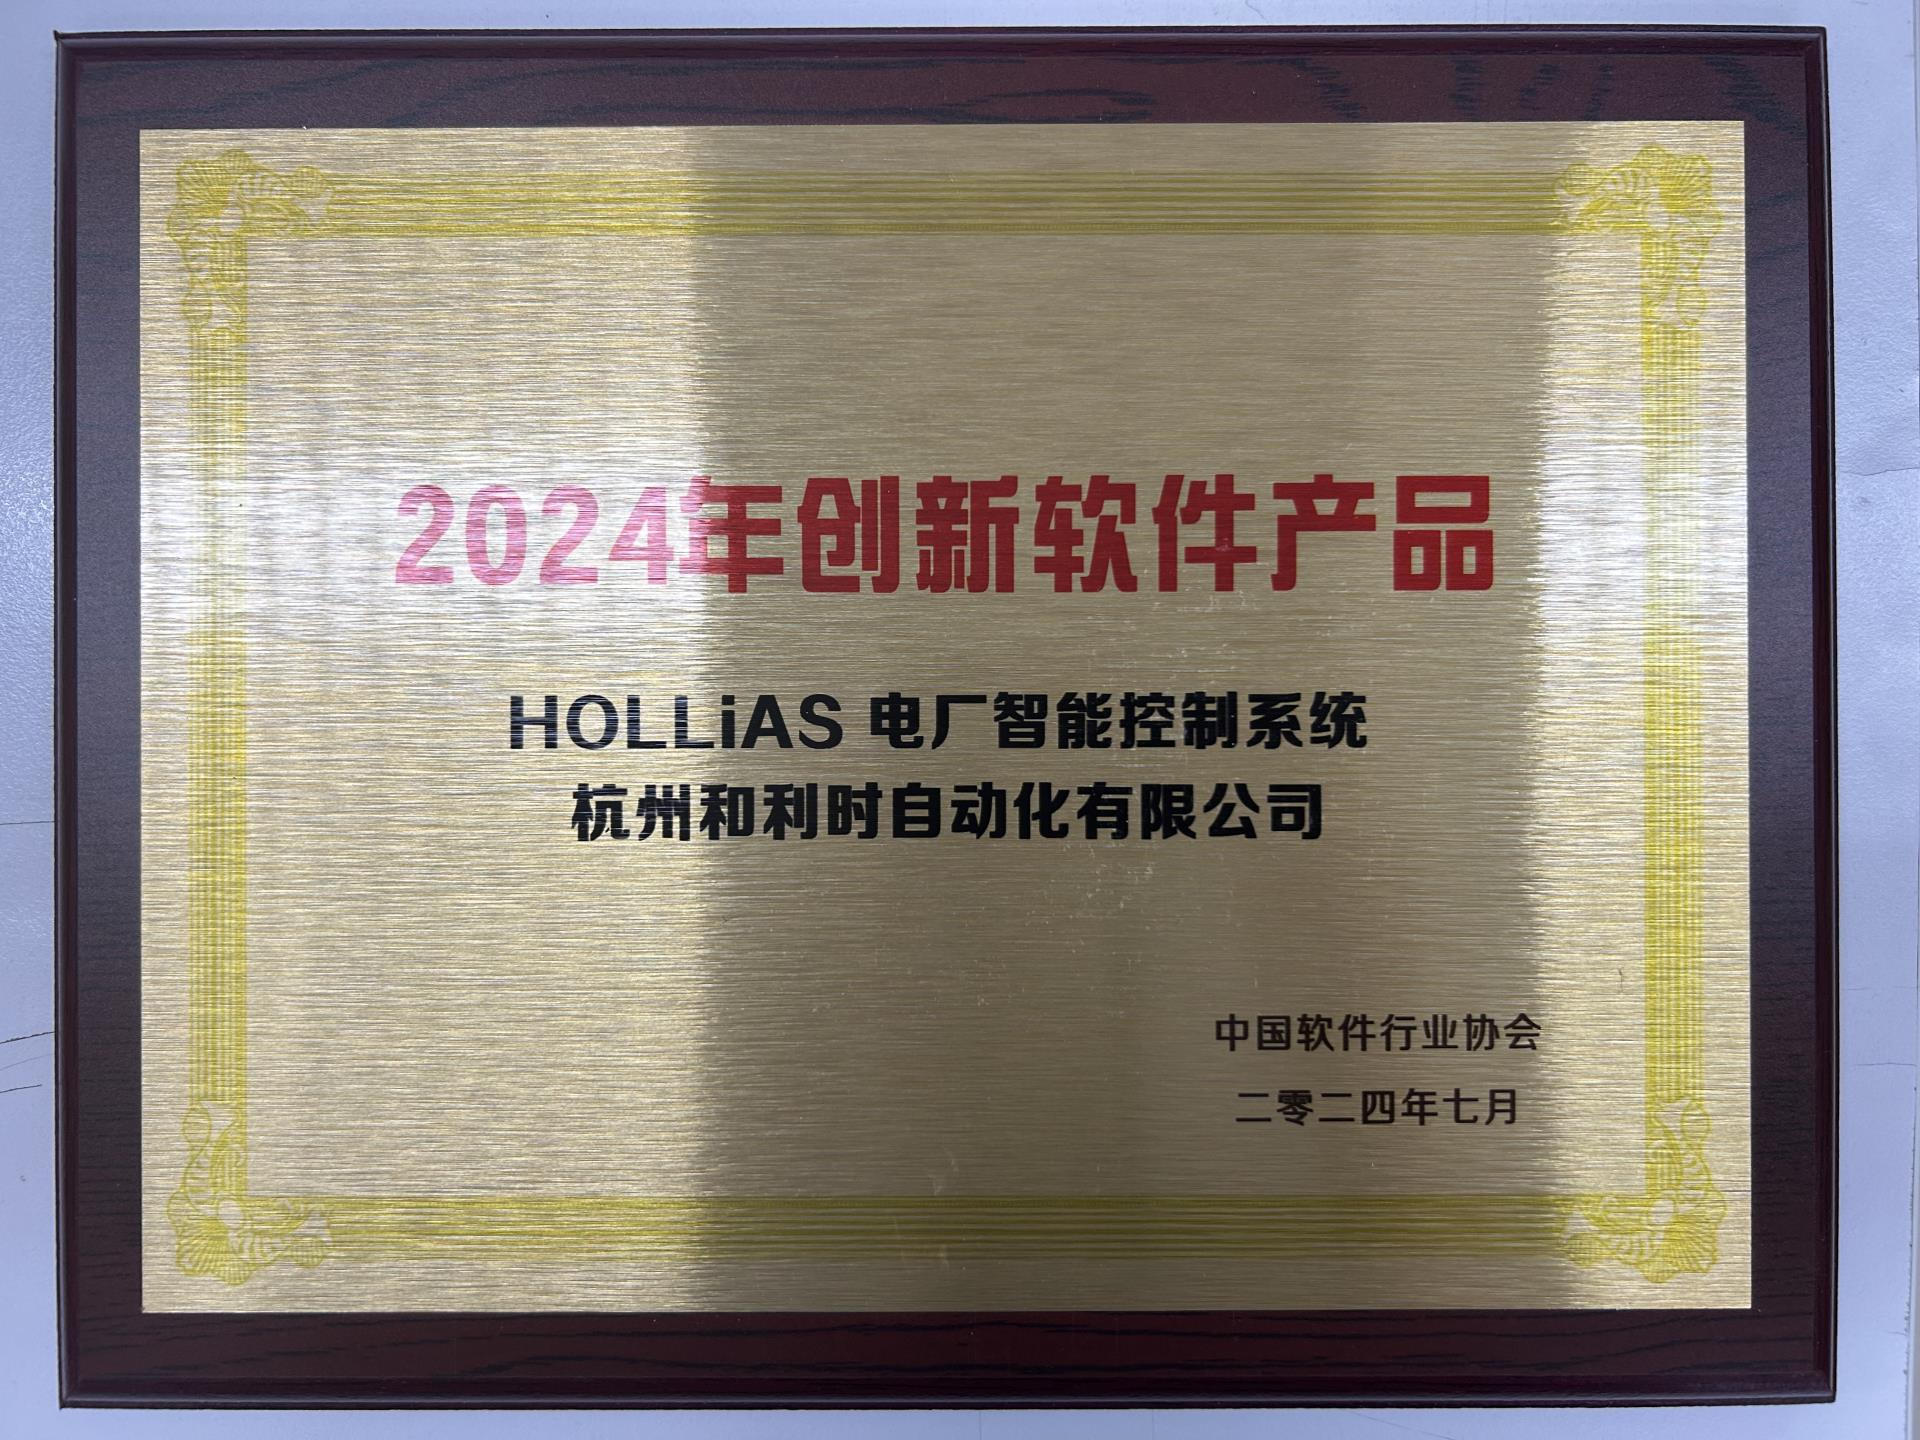 2024年创新软件产品
HOLLiAS 电厂智能控制系统
杭州和利时自动化有限公司
中国软件行业协会
二零二四年七月